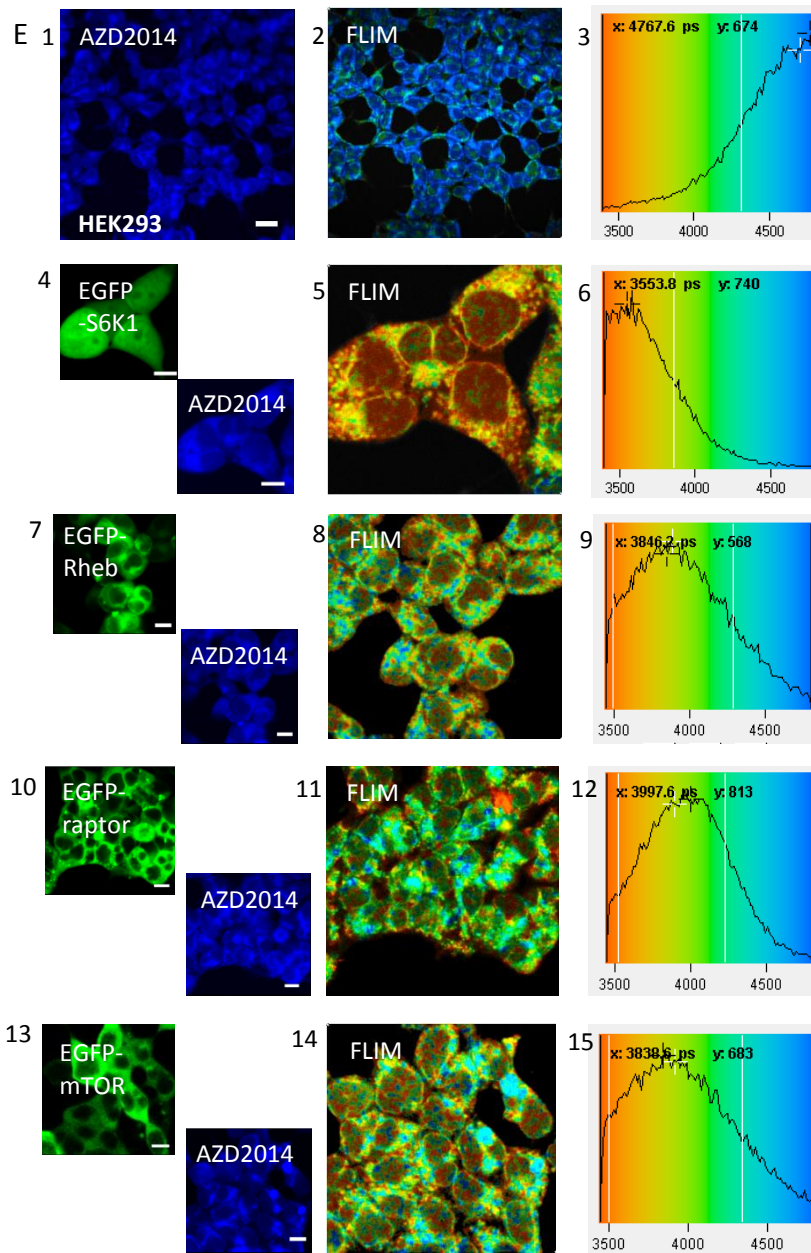 E 1 AZD2014 2 FLIM 3 x: 4767.6 ps y: 674
HEK293
3500 4000 4500
4 EGFP
-S6K1
AZD2014
5 FLIM
6 x: 3553.8 ps y: 740
3500 4000 4500
7 EGFP-
Rheb
AZD2014
8 FLIM
9 x: 3846.2 ps y: 568
3500 4000 4500
10 EGFP-
raptor
AZD2014
11 FLIM
12 x: 3997.6 ps y: 813
3500 4000 4500
13 EGFP-
mTOR
AZD2014
14 FLIM
15 x: 3838.6 ps y: 683
3500 4000 4500